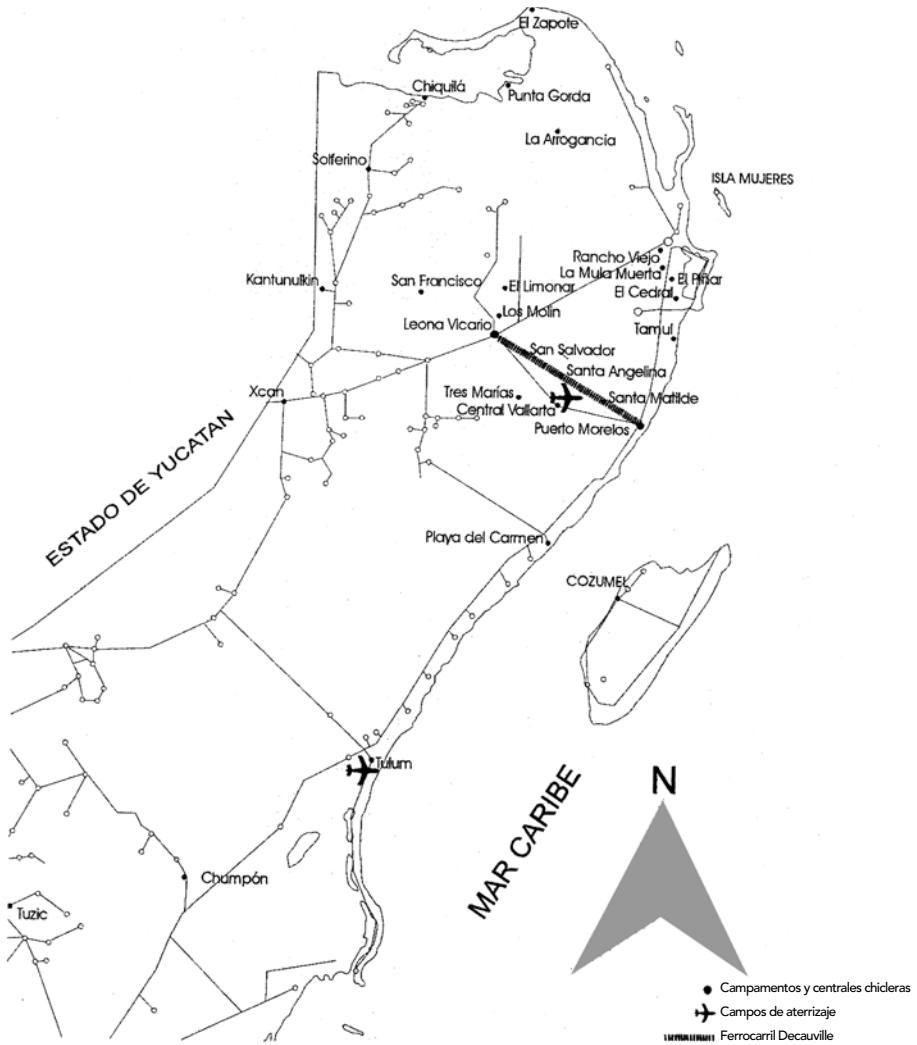 El Zapote
Chiquilá
Punta Gorda
La Arrogancia
Solferino
ISLA MUJERES
Rancho Viejo
La Mula Muerta
Kantunulkin
San Francisco
El Limonar
El Piñar
El Cedral
Los Molin
Leona Vicario
Tamul
San Salvador
Santa Angelina
Xcan
Tres Marías
Santa Matilde
Central Vallarta
Puerto Morelos
ESTADO DE YUCATAN
Playa del Carmen
COZUMEL
Tulum
MAR CARIBE
N
Chumpón
Tuzic
Campamentos y centrales chicleras
Campos de aterrizaje
Ferrocarril Decauville